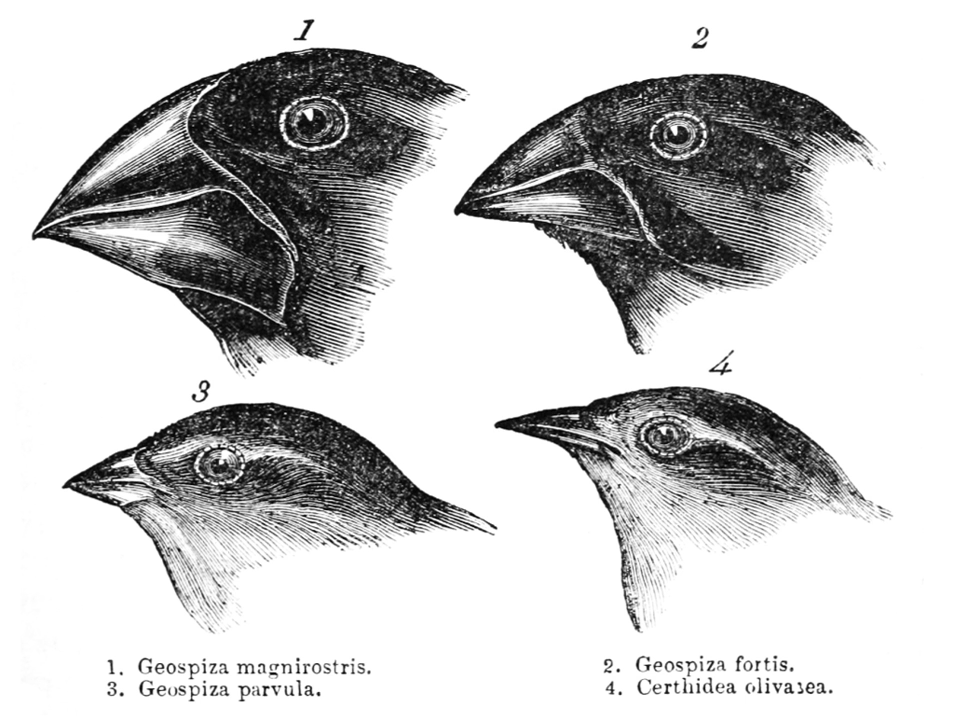 1
2
3
4
1. Geospiza magnirostris.
2. Geospiza fortis.
3. Geospiza parvula.
4. Certhidea olivasea.